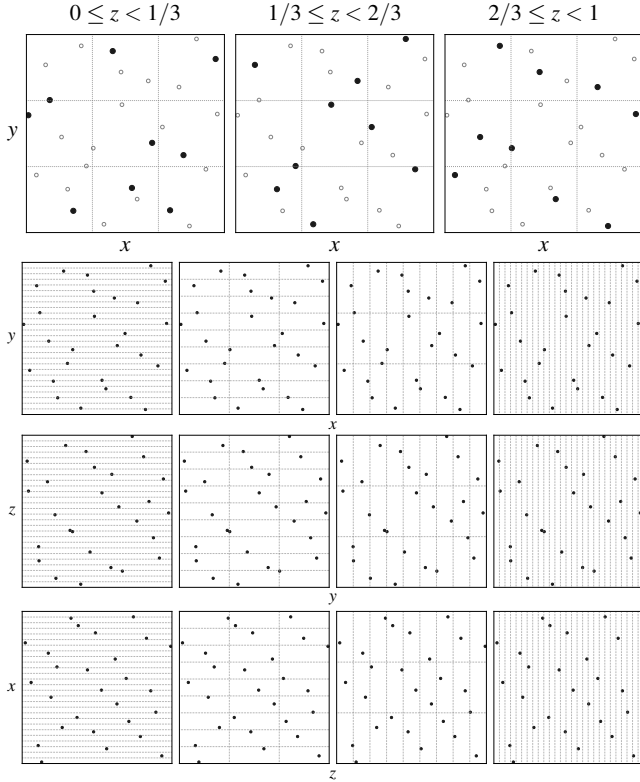 0 ≤ z < 1/3 1/3 ≤ z < 2/3 2/3 ≤ z < 1
y
x x x
y
x
z
y
x
z